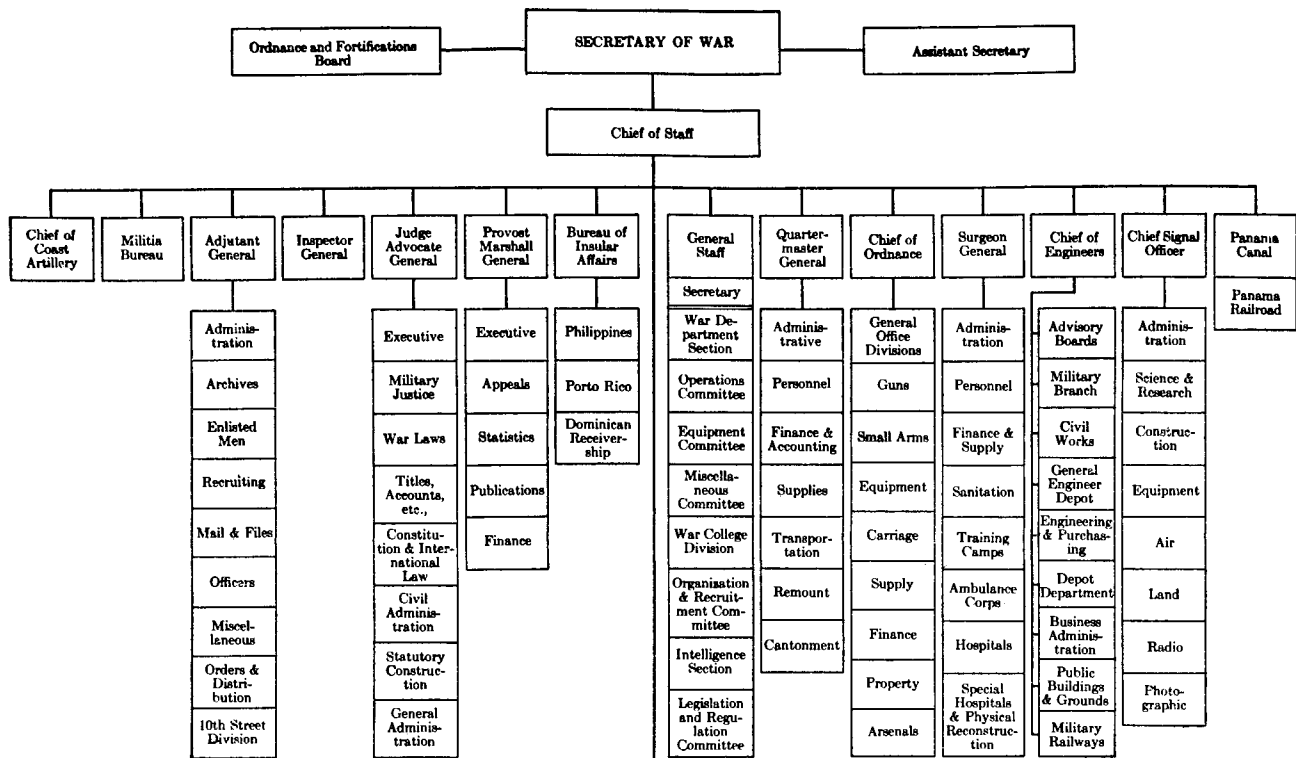 SECRETARY OF WAR
Ordnance and Fortifications
Board
Assistant Secretary
Chief of Staff
Chief of
Coast
Artillery
Militia
Bureau
Adjutant
General
Inspector
General
Judge
Advocate
General
Provost
Marshall
General
Bureau of
Insular
Affairs
General
Staff
Quarter-
master
General
Chief of
Ordnance
Surgeon
General
Chief of
Engineers
Chief Signal
Officer
Panama
Canal
Panama
Railroad
Adminis-
tration
Archives
Enlisted
Men
Recruiting
Mail & Files
Officers
Miscel-
laneous
Orders &
Distri-
bution
10th Street
Division
Executive
Military
Justice
War Laws
Titles,
Accounts,
etc.,
Constitu-
tion & Inter-
national
Law
Civil
Adminis-
tration
Statutory
Construc-
tion
General
Adminis-
tration
Executive
Appeals
Statistics
Publications
Finance
Philippines
Porto Rico
Dominican
Receiver-
ship
Secretary
War De-
partment
Section
Operations
Committee
Equipment
Committee
Miscella-
neous
Committee
War College
Division
Organization
& Recruit-
ment Com-
mittee
Intelligence
Section
Legislation
and Regu-
lation
Committee
Adminis-
trative
Personnel
Finance &
Accounting
Supplies
Transpor-
tation
Remount
Cantonment
General
Office
Divisions
Guns
Small Arms
Equipment
Carriage
Supply
Finance
Property
Arsenals
Adminis-
tration
Personnel
Finance &
Supply
Sanitation
Training
Camps
Ambulance
Corps
Hospitals
Special
Hospitals
& Physical
Reconstruc-
tion
Advisory
Boards
Military
Branch
Civil
Works
General
Engineer
Depot
Engineering
& Purchas-
ing
Depot
Department
Business
Adminis-
tration
Public
Buildings
& Grounds
Military
Railways
Adminis-
tration
Science &
Research
Construc-
tion
Equipment
Air
Land
Radio
Photo-
graphic